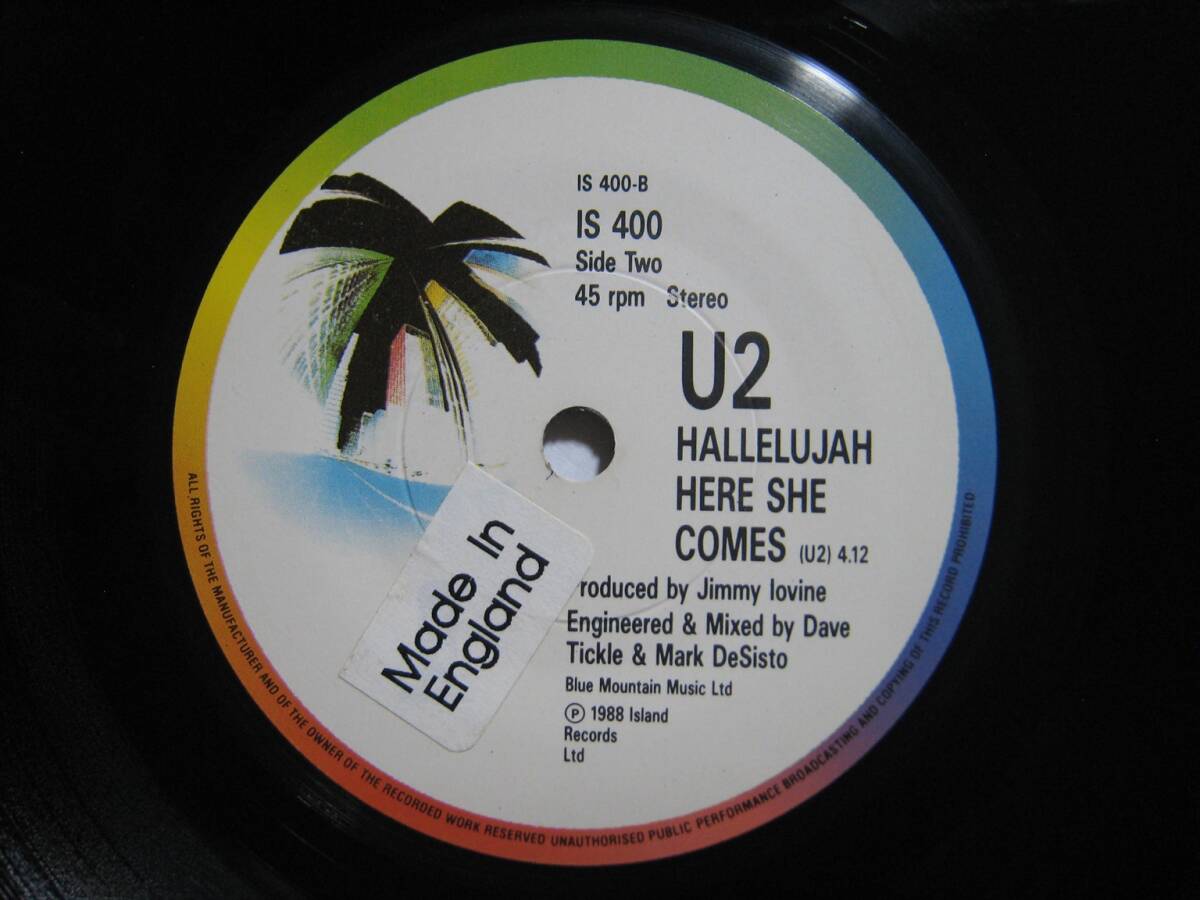 IS 400-B
IS 400
Side Two
45 rpm Stereo
U2
HALLELUJAH
HERE SHE
COMES (U2) 4.12
roduced by Jimmy Iovine
Engineered & Mixed by Dave
Tickle & Mark DeSisto
Blue Mountain Music Ltd
Ⓟ 1988 Island
Records
Ltd
Made In
England
ALL RIGHTS OF THE MANUFACTURER AND OF THE OWNER OF THE RECORDED WORK RESERVED UNAUTHORISED PUBLIC PERFORMANCE BROADCASTING AND COPYING OF THIS RECORD PROHIBITED